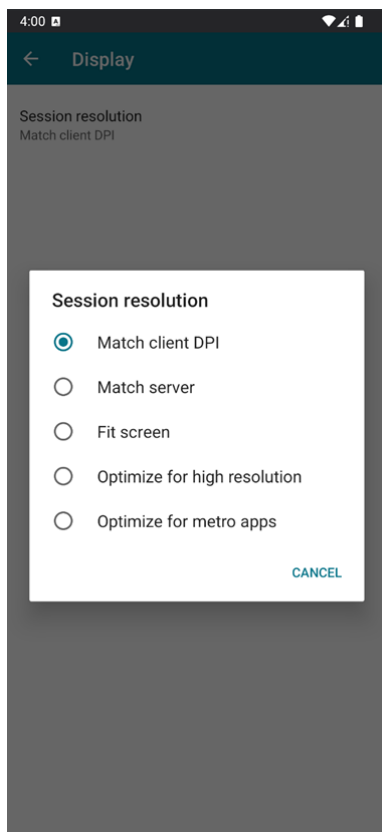 4:00
Display
Session resolution
Match client DPI
Session resolution
Match client DPI
Match server
Fit screen
Optimize for high resolution
Optimize for metro apps
CANCEL